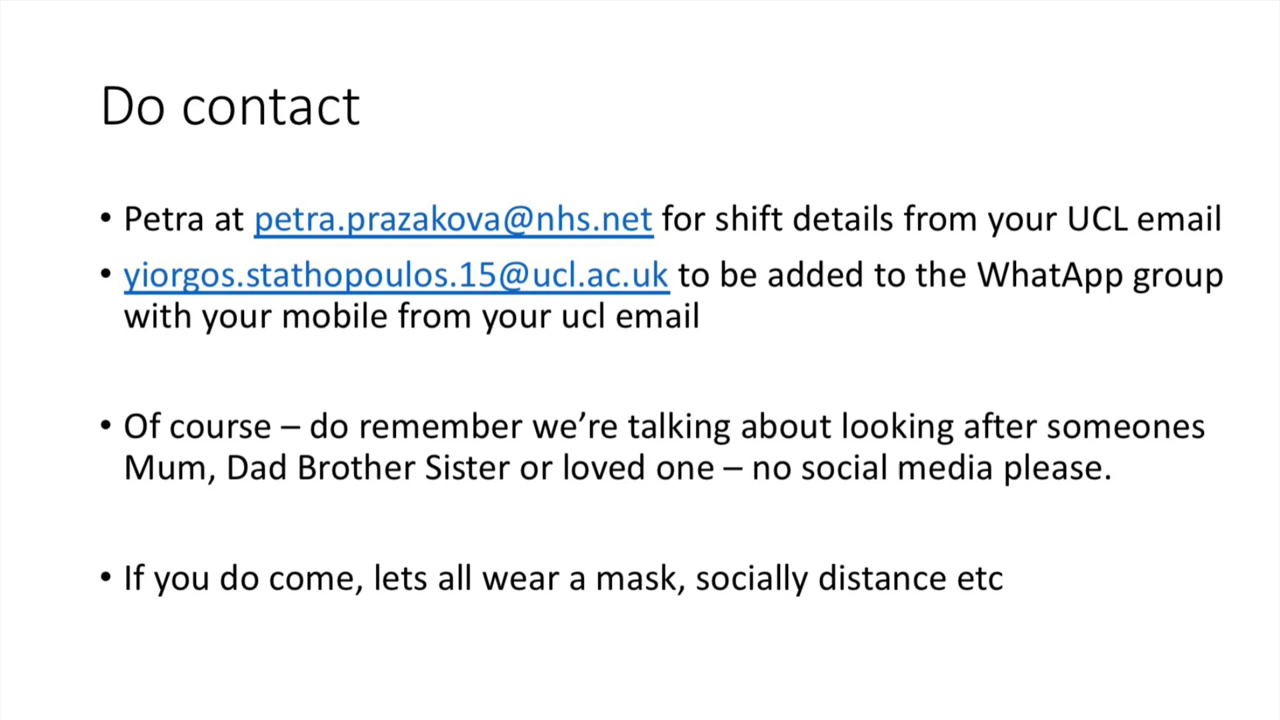 Do contact
• Petra at petra.prazakova@nhs.net for shift details from your UCL email
• yiorgos.stathopoulos.15@ucl.ac.uk to be added to the WhatApp group
with your mobile from your ucl email
• Of course – do remember we’re talking about looking after someones
Mum, Dad Brother Sister or loved one – no social media please.
• If you do come, lets all wear a mask, socially distance etc